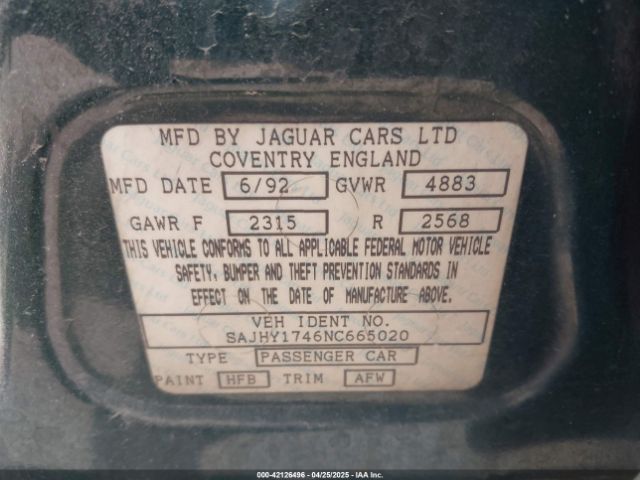 MFD BY JAGUAR CARS LTD
COVENTRY ENGLAND
MFD DATE 6/92 GVWR 4883
GAWR F 2315 R 2568
THIS VEHICLE CONFORMS TO ALL APPLICABLE FEDERAL MOTOR VEHICLE
SAFETY, BUMPER AND THEFT PREVENTION STANDARDS IN
EFFECT ON THE DATE OF MANUFACTURE ABOVE.
VEH IDENT NO.
SAJHY1746NC665020
TYPE PASSENGER CAR
PAINT HFB TRIM AFW
000-42126496 - 04/25/2025 - IAA Inc.